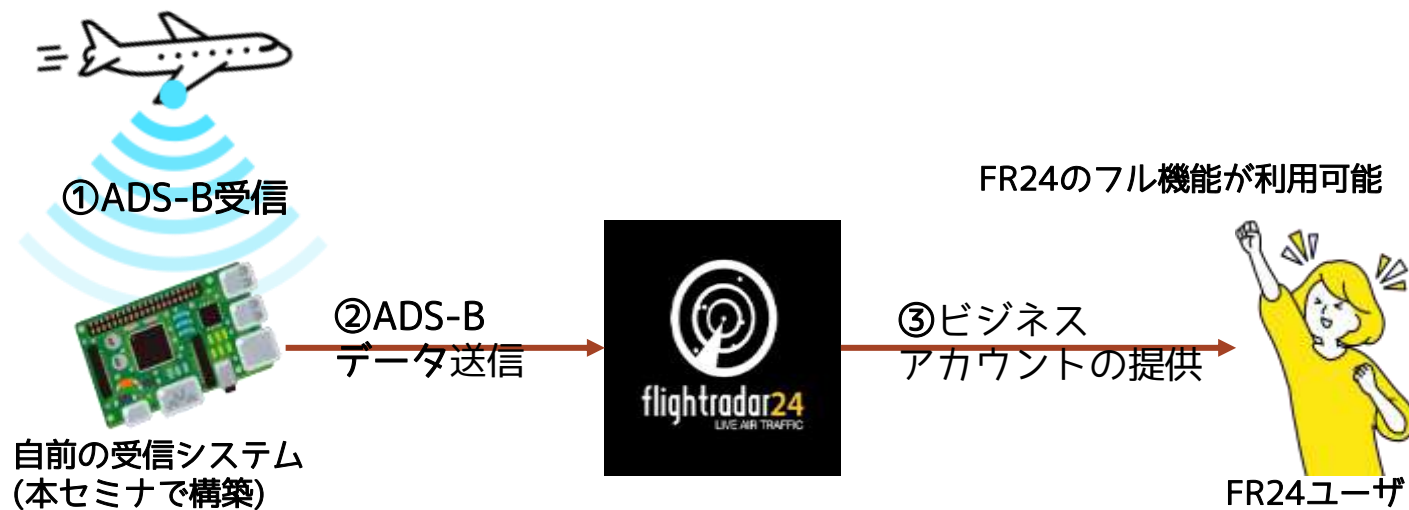 ①ADS-B受信
自前の受信システム
(本セミナで構築)
②ADS-B
データ送信
flightradar24
LIVE AIR TRAFFIC
③ビジネス
アカウントの提供
FR24のフル機能が利用可能
FR24ユーザ